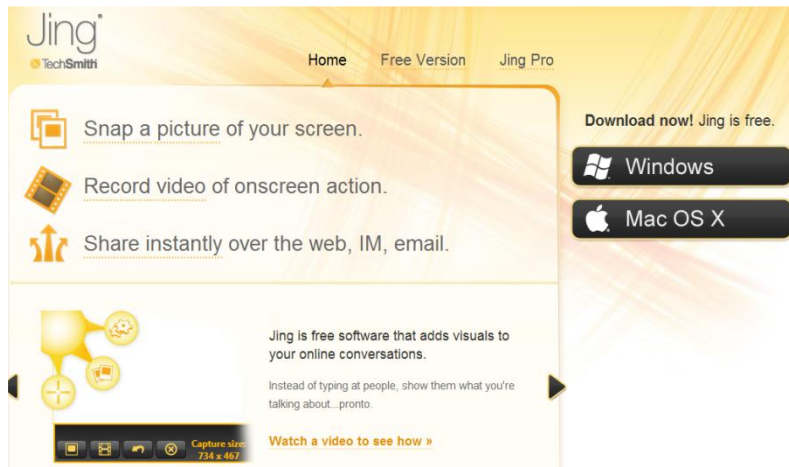 Jing
TechSmith
Home Free Version Jing Pro
Snap a picture of your screen.
Record video of onscreen action.
Share instantly over the web, IM, email.
Download now! Jing is free.
Windows
Mac OS X
Jing is free software that adds visuals to
your online conversations.
Instead of typing at people, show them what you're
talking about...pronto.
Watch a video to see how »
Capture size:
734 x 467